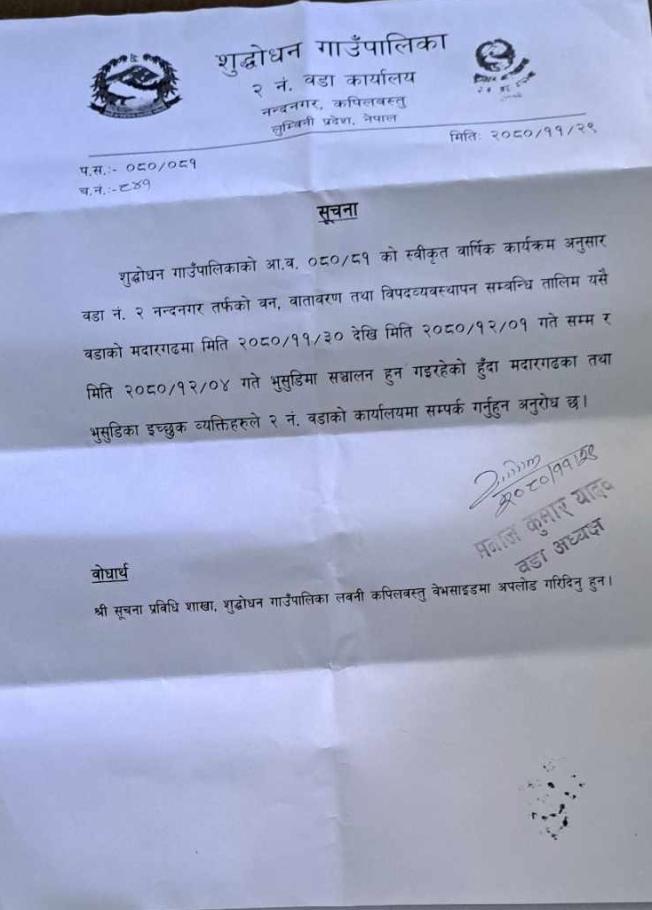 शुद्धोधन गाउँपालिका
२ नं. वडा कार्यालय
नन्दनगर, कपिलवस्तु
लुम्बिनी प्रदेश, नेपाल
मितिः २०८०/११/२९
प.स.:- ०८०/०८१
च.नं.:-८४१
सूचना
शुद्धोधन गाउँपालिकाको आ.व. ०८०/८१ को स्वीकृत वार्षिक कार्यक्रम अनुसार
वडा नं. २ नन्दनगर तर्फको वन, वातावरण तथा विपदव्यवस्थापन सम्वन्धि तालिम यसै
वडाको मदारगढमा मिति २०८०/११/३० देखि मिति २०८०/१२/०१ गते सम्म र
मिति २०८०/१२/०४ गते भुसुडिमा सञ्चालन हुन गइरहेको हुँदा मदारगढका तथा
भुसुडिका इच्छुक व्यक्तिहरुले २ नं. वडाको कार्यालयमा सम्पर्क गर्नुहुन अनुरोध छ।
२०८०/११/२९
मनोज कुमार यादव
वडा अध्यक्ष
वोधार्थ
श्री सूचना प्रविधि शाखा, शुद्धोधन गाउँपालिका लवनी कपिलवस्तु वेभसाइडमा अपलोड गरिदिनु हुन।